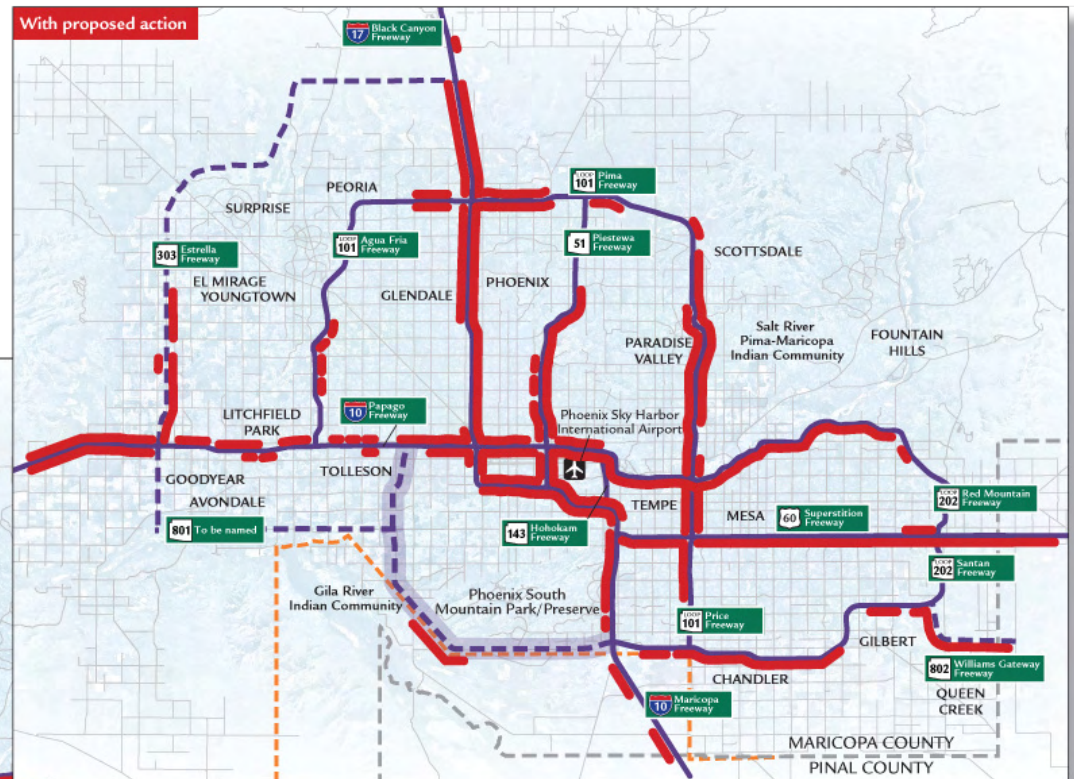 With proposed action
17 Black Canyon
Freeway
PEORIA
LOOP
101
Pima
Freeway
SURPRISE
303 Estrella
Freeway
LOOP
101
Agua Fria
Freeway
51 Piestewa
Freeway
SCOTTSDALE
EL MIRAGE
YOUNGTOWN
GLENDALE
PHOENIX
PARADISE
VALLEY
Salt River
Pima-Maricopa
Indian Community
FOUNTAIN
HILLS
LITCHFIELD
PARK
10 Papago
Freeway
Phoenix Sky Harbor
International Airport
GOODYEAR
TOLLESON
AVONDALE
801 To be named
143 Hohokam
Freeway
TEMPE
MESA
60 Superstition
Freeway
LOOP
202
Red Mountain
Freeway
LOOP
202
Santan
Freeway
Gila River
Indian Community
Phoenix South
Mountain Park/Preserve
LOOP
101
Price
Freeway
GILBERT
CHANDLER
802 Williams Gateway
Freeway
QUEEN
CREEK
10 Maricopa
Freeway
MARICOPA COUNTY
PINAL COUNTY